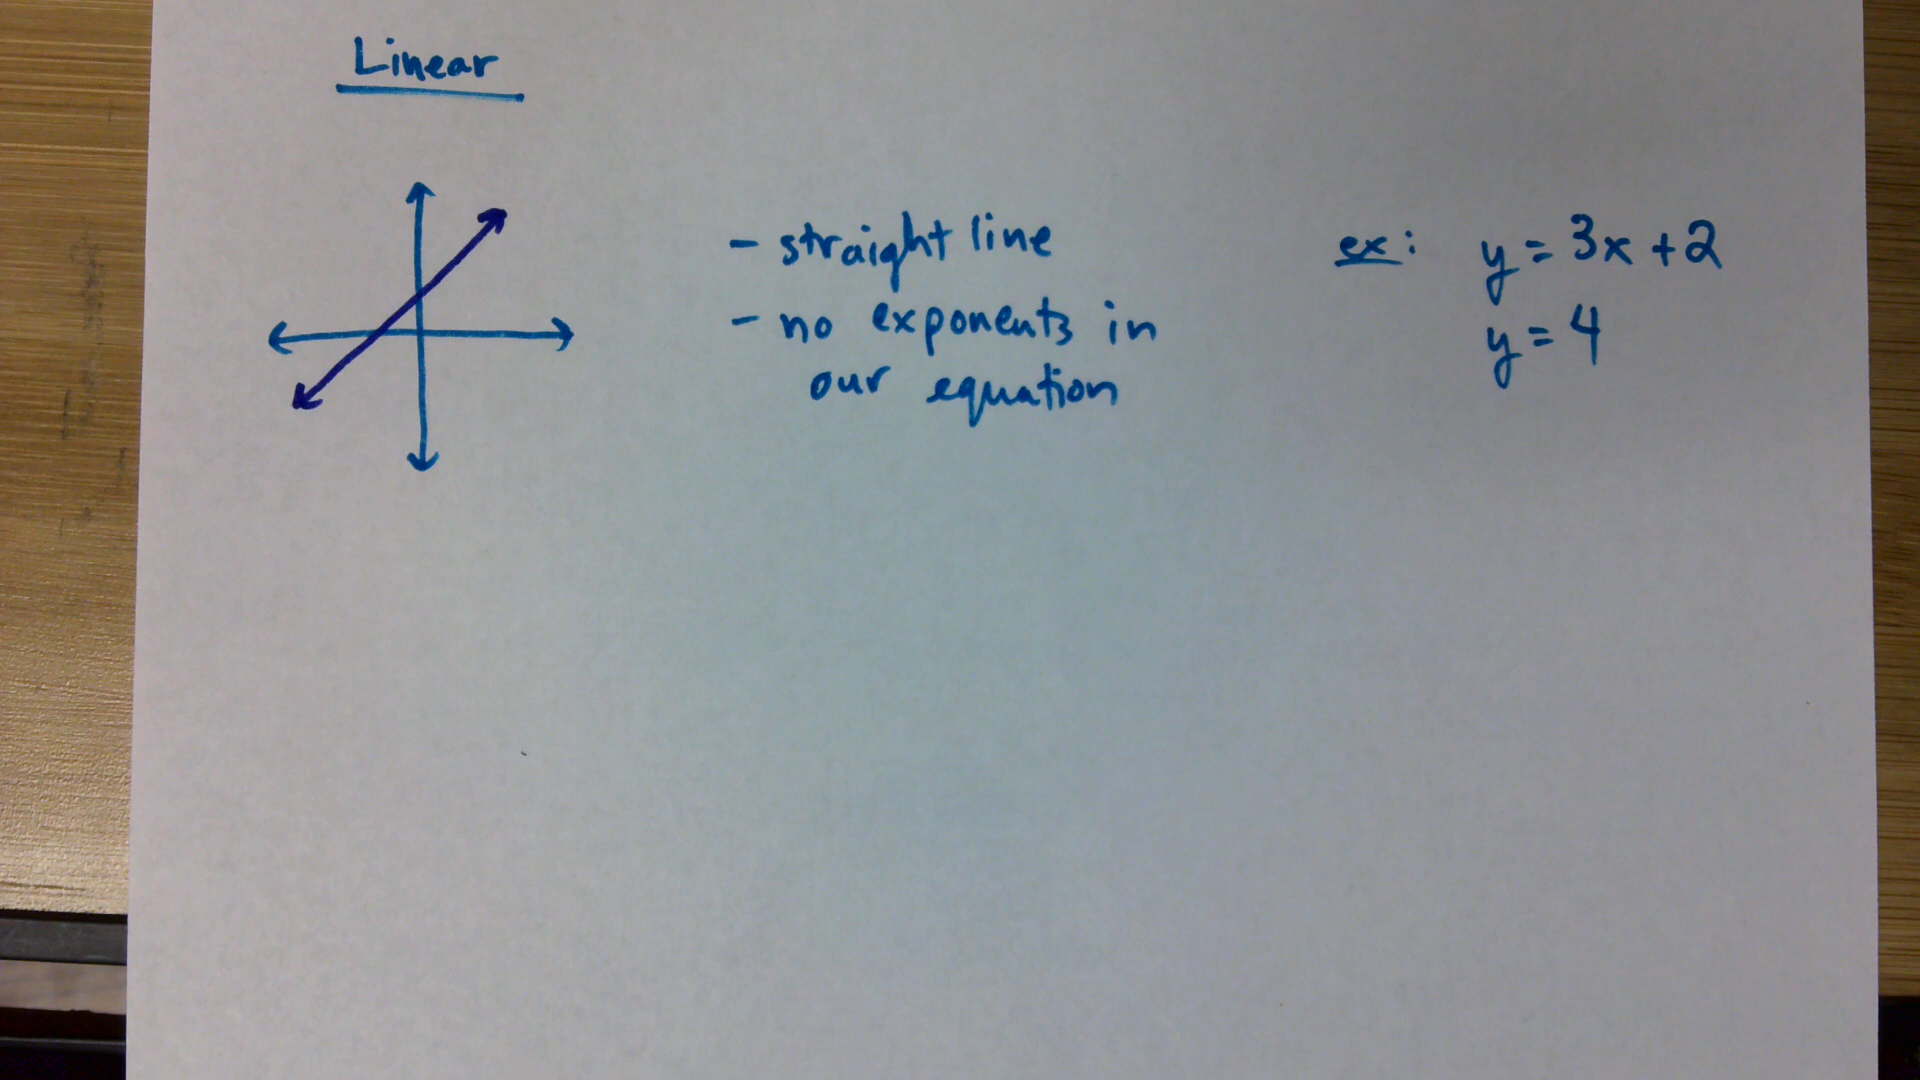 Linear
- straight line
- no exponents in
our equation
ex: y = 3x + 2
y = 4